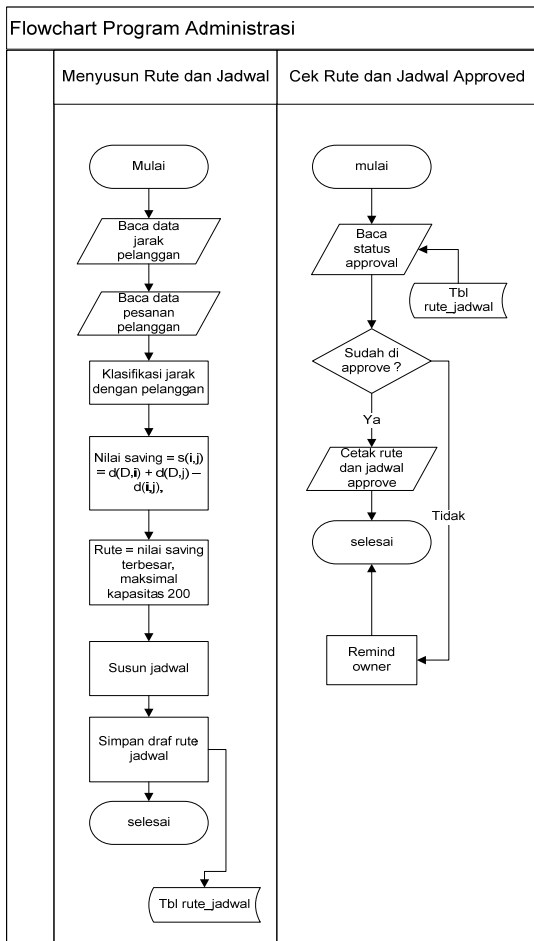 Flowchart Program Administrasi
Menyusun Rute dan Jadwal
Cek Rute dan Jadwal Approved
Mulai
Baca data
jarak
pelanggan
Baca data
pesanan
pelanggan
Klasifikasi jarak
dengan pelanggan
Nilai saving = s(i,j)
= d(D,i) + d(D,j) –
d(i,j),
Rute = nilai saving
terbesar,
maksimal
kapasitas 200
Susun jadwal
Simpan draf rute
jadwal
selesai
Tbl rute_jadwal
mulai
Baca
status
approval
Tbl
rute_jadwal
Sudah di
approve ?
Ya
Cetak rute
dan jadwal
approve
Tidak
selesai
Remind
owner